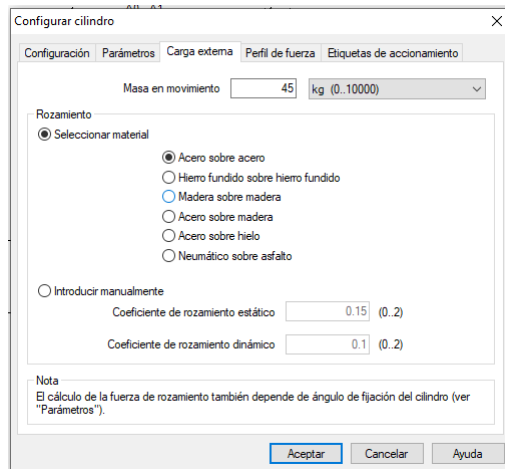 Configurar cilindro
Configuración Parámetros Carga externa Perfil de fuerza Etiquetas de accionamiento
Masa en movimiento 45 kg (0..10000)
Rozamiento
Seleccionar material
Acero sobre acero
Hierro fundido sobre hierro fundido
Madera sobre madera
Acero sobre madera
Acero sobre hielo
Neumático sobre asfalto
Introducir manualmente
Coeficiente de rozamiento estático 0.15 (0..2)
Coeficiente de rozamiento dinámico 0.1 (0..2)
Nota
El cálculo de la fuerza de rozamiento también depende de ángulo de fijación del cilindro (ver
"Parámetros").
Aceptar Cancelar Ayuda